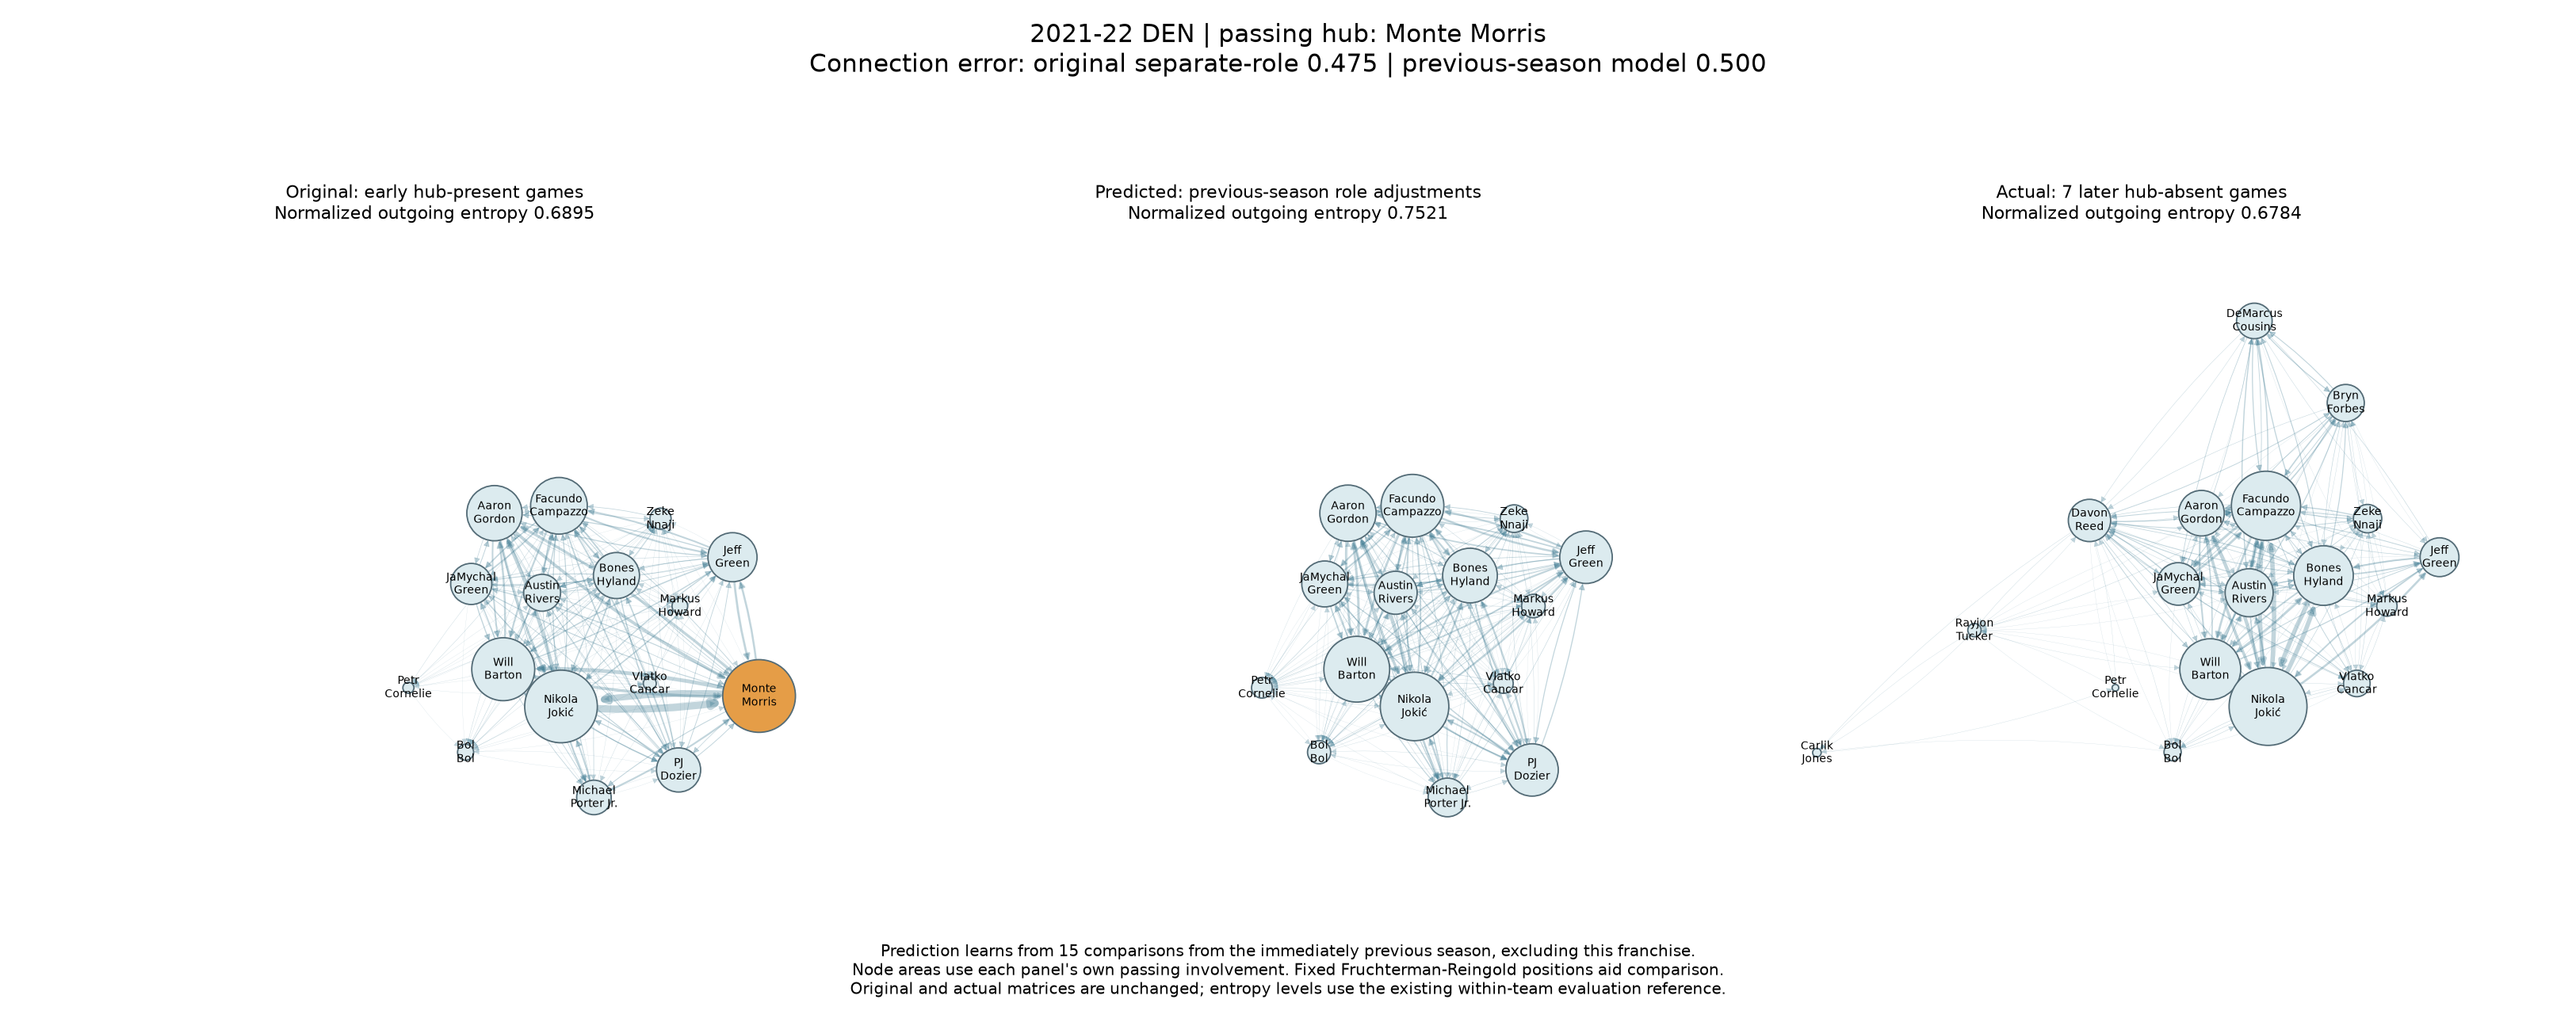 2021-22 DEN | passing hub: Monte Morris
Connection error: original separate-role 0.475 | previous-season model 0.500
Original: early hub-present games
Normalized outgoing entropy 0.6895
Aaron
Gordon
Facundo
Campazzo
Zeke
Nnaji
Jeff
Green
JaMychal
Green
Austin
Rivers
Bones
Hyland
Markus
Howard
Will
Barton
Petr
Cornelie
Vlatko
Cancar
Monte
Morris
Nikola
Jokić
Bol
Bol
PJ
Dozier
Michael
Porter Jr.
Predicted: previous-season role adjustments
Normalized outgoing entropy 0.7521
Aaron
Gordon
Facundo
Campazzo
Zeke
Nnaji
Jeff
Green
JaMychal
Green
Austin
Rivers
Bones
Hyland
Markus
Howard
Will
Barton
Petr
Cornelie
Vlatko
Cancar
Nikola
Jokić
Bol
Bol
PJ
Dozier
Michael
Porter Jr.
Actual: 7 later hub-absent games
Normalized outgoing entropy 0.6784
DeMarcus
Cousins
Bryn
Forbes
Davon
Reed
Aaron
Gordon
Facundo
Campazzo
Zeke
Nnaji
Jeff
Green
JaMychal
Green
Austin
Rivers
Bones
Hyland
Markus
Howard
Rayjon
Tucker
Will
Barton
Petr
Cornelie
Vlatko
Cancar
Nikola
Jokić
Carlik
Jones
Bol
Bol
Prediction learns from 15 comparisons from the immediately previous season, excluding this franchise.
Node areas use each panel's own passing involvement. Fixed Fruchterman-Reingold positions aid comparison.
Original and actual matrices are unchanged; entropy levels use the existing within-team evaluation reference.